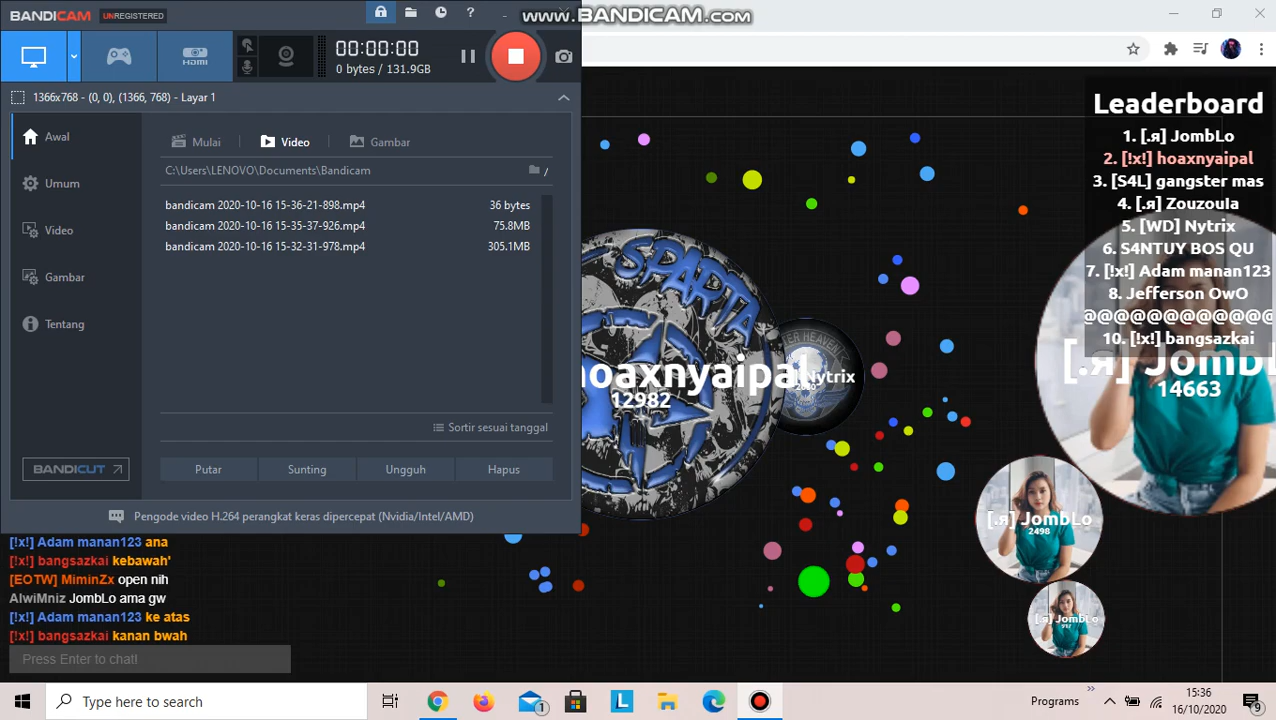 BANDICAM UNREGISTERED
www.BANDICAM.com
HDMI
00:00:00
0 bytes / 131.9GB
1366x768 - (0, 0), (1366, 768) - Layar 1
Awal
Umum
Video
Gambar
Tentang
BANDICUT
Mulai
Video
Gambar
C:\Users\LENOVO\Documents\Bandicam
bandicam 2020-10-16 15-36-21-898.mp4 36 bytes
bandicam 2020-10-16 15-35-37-926.mp4 75.8MB
bandicam 2020-10-16 15-32-31-978.mp4 305.1MB
Sortir sesuai tanggal
Putar
Sunting
Ungguh
Hapus
Pengode video H.264 perangkat keras dipercepat (Nvidia/Intel/AMD)
Leaderboard
1. [.я] JombLo
2. [!x!] hoaxnyaipal
3. [S4L] gangster mas
4. [.я] Zouzoula
5. [WD] Nytrix
6. S4NTUY BOS QU
7. [!x!] Adam manan123
8. Jefferson OwO
@@@@@@@@@@@@
10. [!x!] bangsazkai
SPARTA
hoaxnyaipal
12982
Nytrix
[.я] JombL
14663
[.я] JombLo
2498
[.я] JombLo
[!x!] Adam manan123 ana
[!x!] bangsazkai kebawah'
[EOTW] MiminZx open nih
AlwiMniz JombLo ama gw
[!x!] Adam manan123 ke atas
[!x!] bangsazkai kanan bwah
Press Enter to chat!
Type here to search
1
L
Programs
15:36
16/10/2020
9